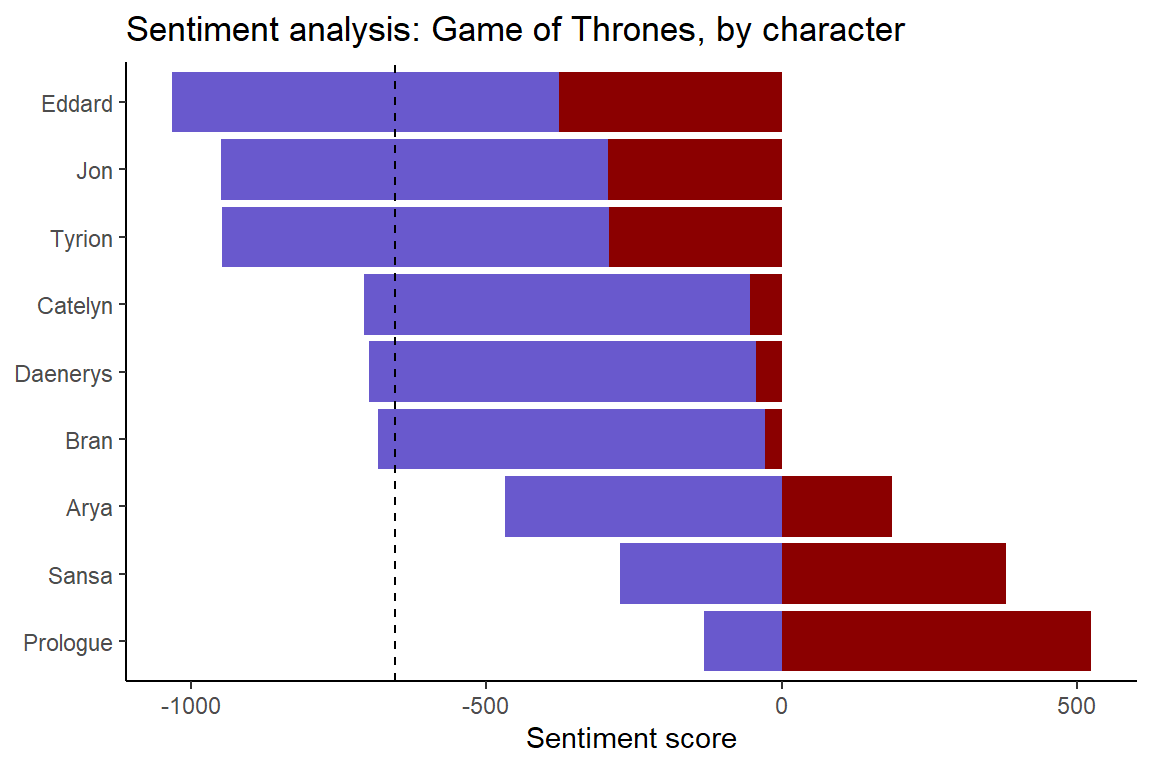 Sentiment analysis: Game of Thrones, by character
Eddard
Jon
Tyrion
Catelyn
Daenerys
Bran
Arya
Sansa
Prologue
-1000 -500 0 500
Sentiment score